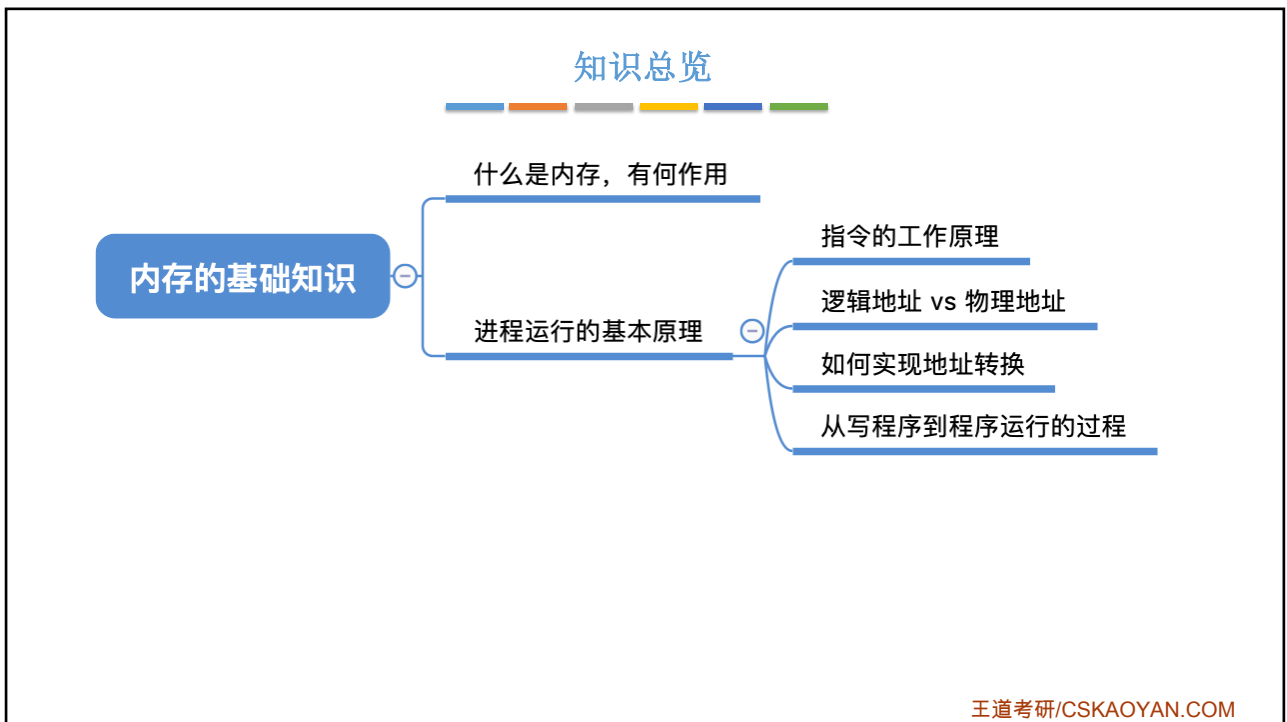 知识总览
内存的基础知识
什么是内存，有何作用
进程运行的基本原理
指令的工作原理
逻辑地址 vs 物理地址
如何实现地址转换
从写程序到程序运行的过程
王道考研/CSKAOYAN.COM